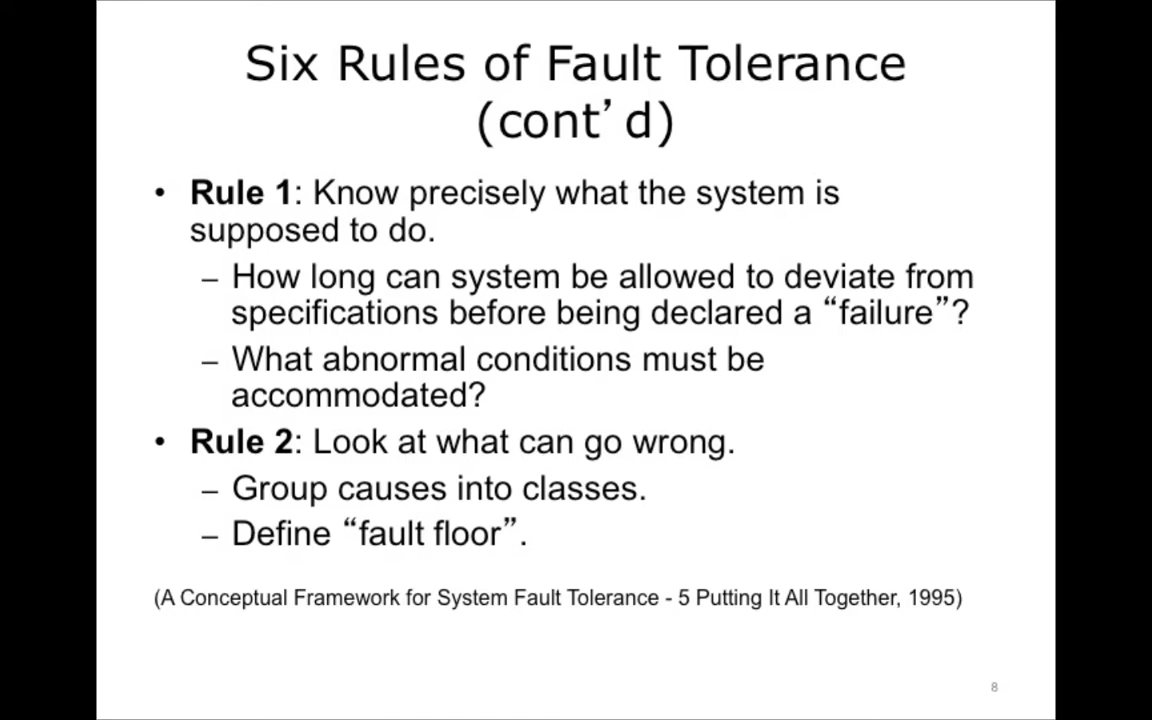 Six Rules of Fault Tolerance
(cont’d)
• Rule 1: Know precisely what the system is
supposed to do.
– How long can system be allowed to deviate from
specifications before being declared a “failure”?
– What abnormal conditions must be
accommodated?
• Rule 2: Look at what can go wrong.
– Group causes into classes.
– Define “fault floor”.
(A Conceptual Framework for System Fault Tolerance - 5 Putting It All Together, 1995)
8